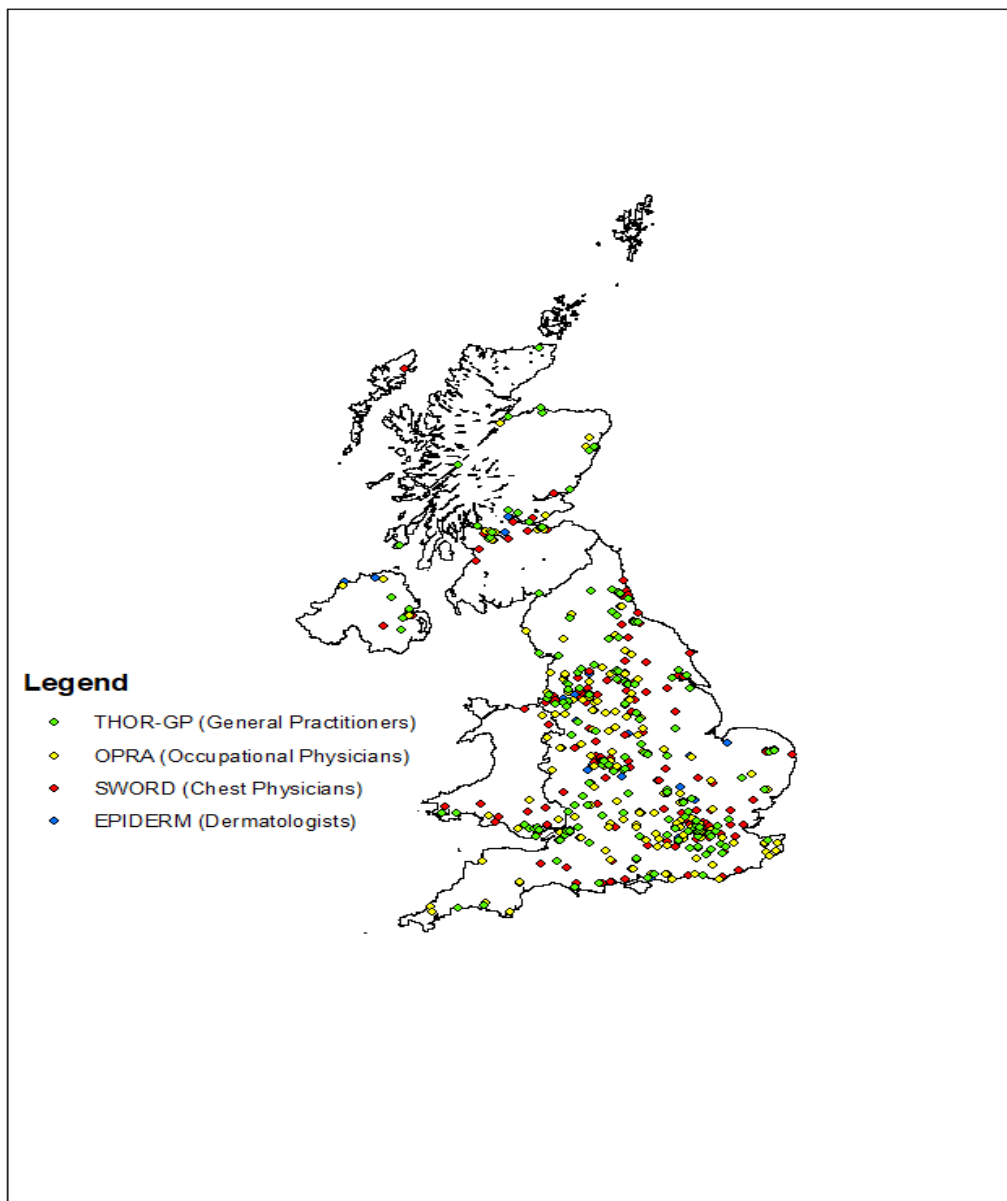 Legend
THOR-GP (General Practitioners)
OPRA (Occupational Physicians)
SWORD (Chest Physicians)
EPIDERM (Dermatologists)